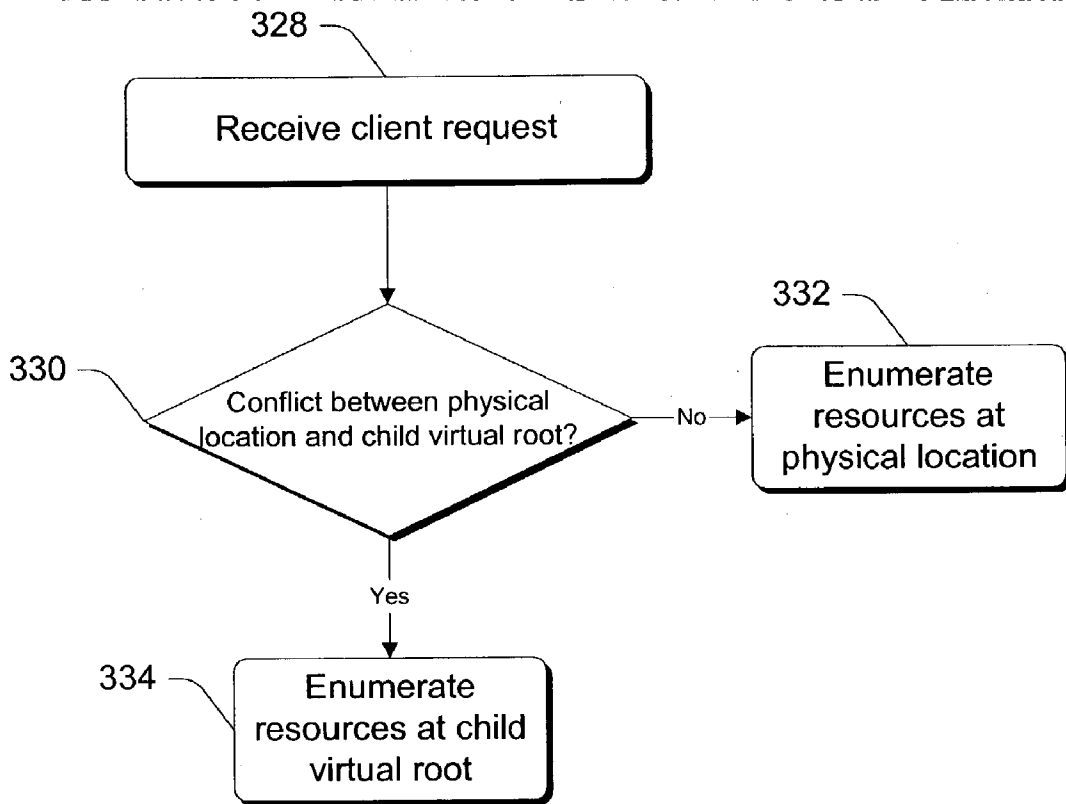 328
Receive client request
332
330
Conflict between physical
location and child virtual root?
No
Enumerate
resources at
physical location
Yes
334
Enumerate
resources at child
virtual root